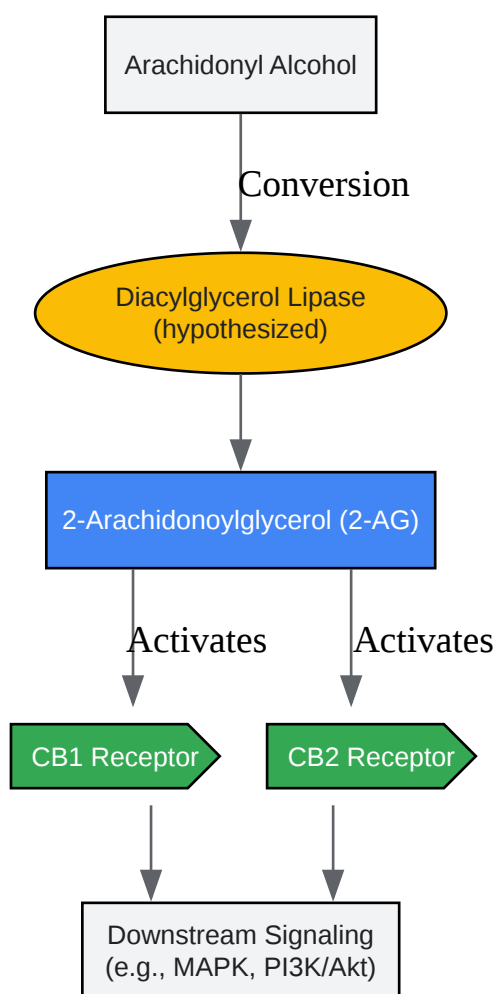 Arachidonyl Alcohol
Conversion
Diacylglycerol Lipase
(hypothesized)
2-Arachidonoylglycerol (2-AG)
Activates
Activates
CB1 Receptor
CB2 Receptor
Downstream Signaling
(e.g., MAPK, PI3K/Akt)